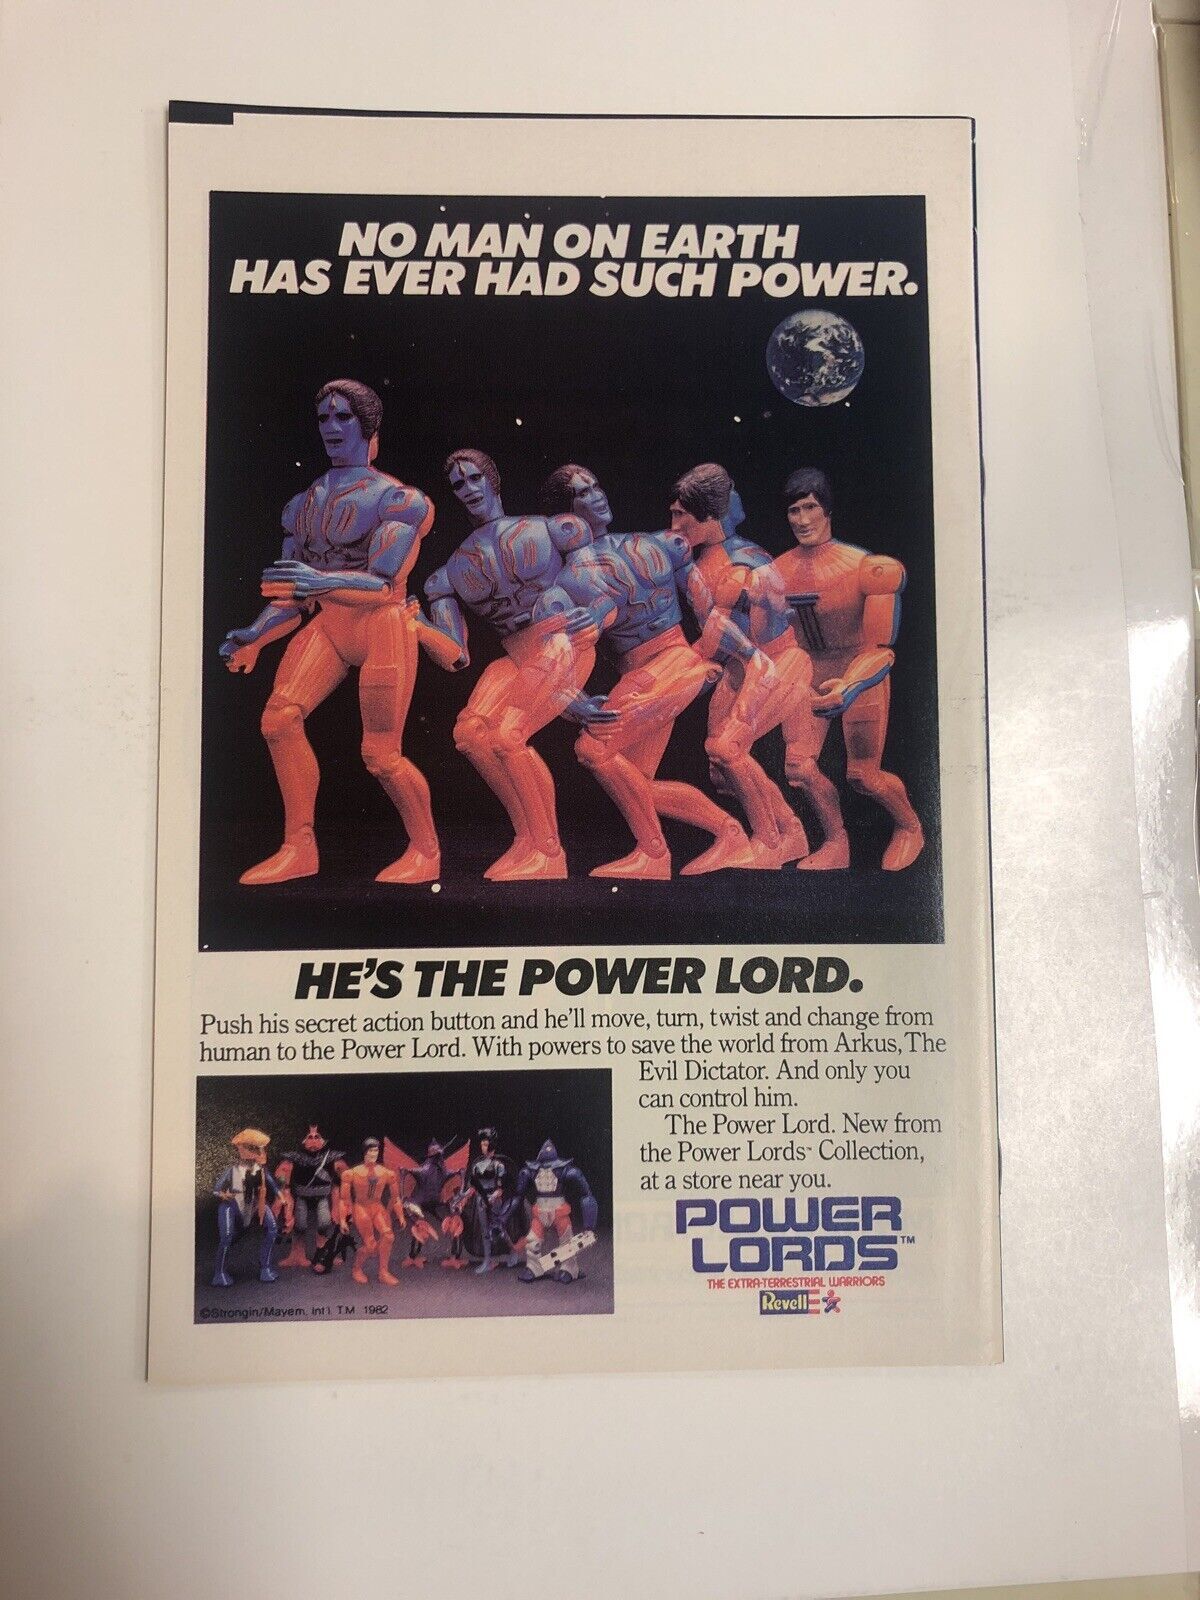 NO MAN ON EARTH
HAS EVER HAD SUCH POWER.
HE'S THE POWER LORD.
Push his secret action button and he'll move, turn, twist and change from
human to the Power Lord. With powers to save the world from Arkus, The
Evil Dictator. And only you
can control him.
The Power Lord. New from
the Power Lords™ Collection,
at a store near you.
POWER
LORDS™
THE EXTRA-TERRESTRIAL WARRIORS
Revell
©Strongin/Mayem, Int'l. TM 1982